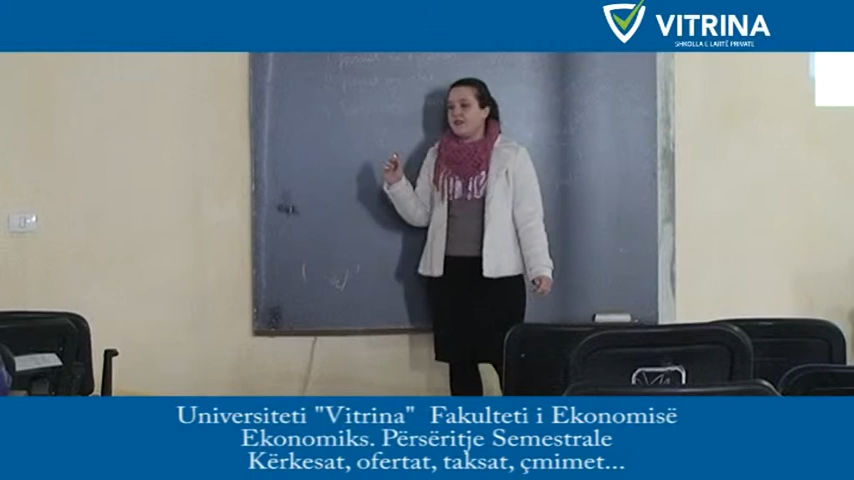 VITRINA
SHKOLLA E LARTË PRIVATE
Universiteti "Vitrina" Fakulteti i Ekonomisë
Ekonomiks. Përsëritje Semestrale
Kërkesat, ofertat, taksat, çmimet...